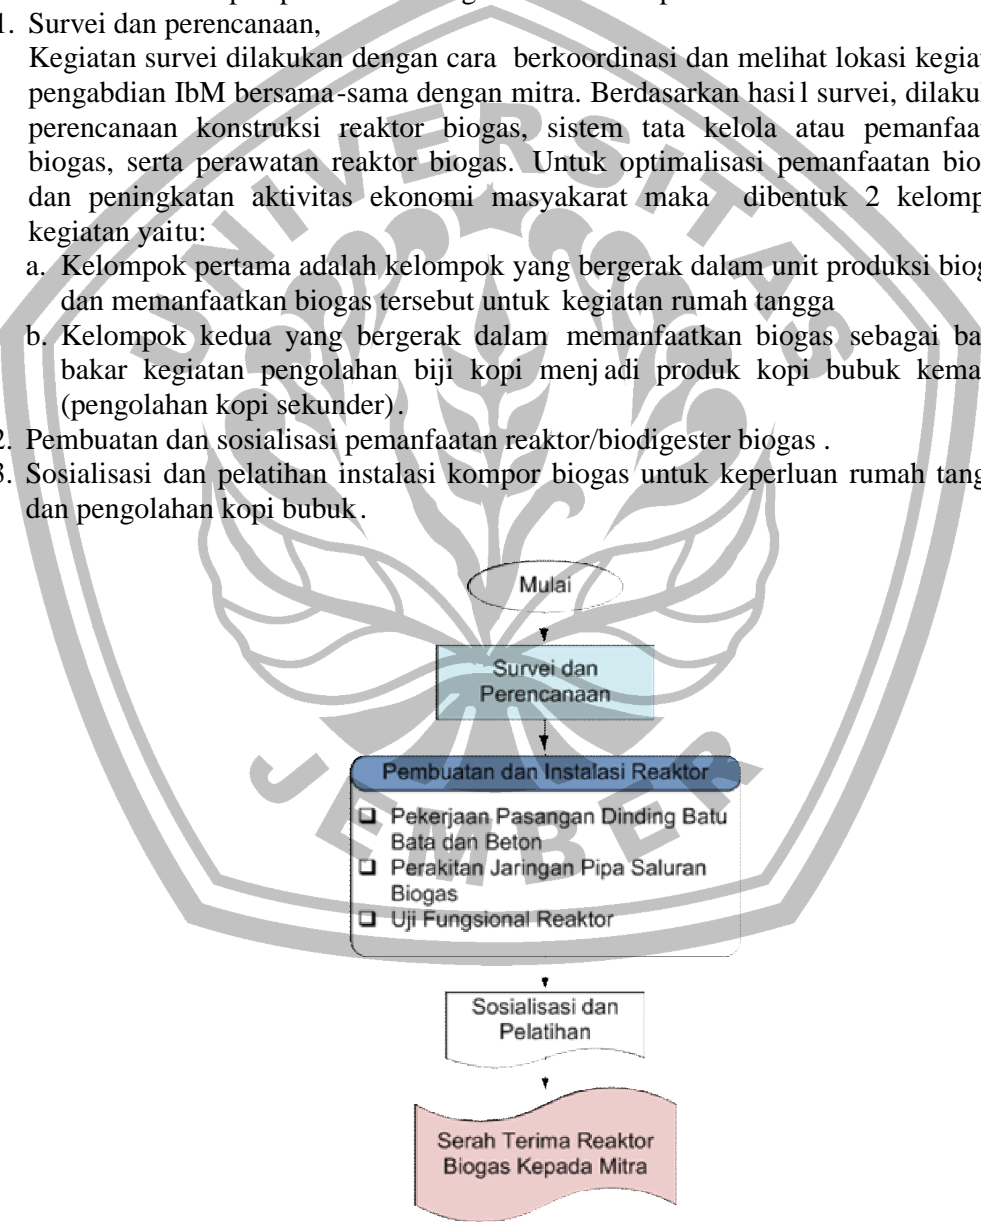 1. Survei dan perencanaan,
Kegiatan survei dilakukan dengan cara berkoordinasi dan melihat lokasi kegiat
pengabdian IbM bersama-sama dengan mitra. Berdasarkan hasil survei, dilaku
perencanaan konstruksi reaktor biogas, sistem tata kelola atau pemanfaa
biogas, serta perawatan reaktor biogas. Untuk optimalisasi pemanfaatan bio
dan peningkatan aktivitas ekonomi masyakarat maka dibentuk 2 kelomp
kegiatan yaitu:
a. Kelompok pertama adalah kelompok yang bergerak dalam unit produksi biog
dan memanfaatkan biogas tersebut untuk kegiatan rumah tangga
b. Kelompok kedua yang bergerak dalam memanfaatkan biogas sebagai ba
bakar kegiatan pengolahan biji kopi menjadi produk kopi bubuk kema
(pengolahan kopi sekunder).
2. Pembuatan dan sosialisasi pemanfaatan reaktor/biodigester biogas .
3. Sosialisasi dan pelatihan instalasi kompor biogas untuk keperluan rumah tang
dan pengolahan kopi bubuk.
Mulai
Survei dan
Perencanaan
Pembuatan dan Instalasi Reaktor
Pekerjaan Pasangan Dinding Batu
Bata dan Beton
Perakitan Jaringan Pipa Saluran
Biogas
Uji Fungsional Reaktor
Sosialisasi dan
Pelatihan
Serah Terima Reaktor
Biogas Kepada Mitra
UNIVERSITAS
JEMBER